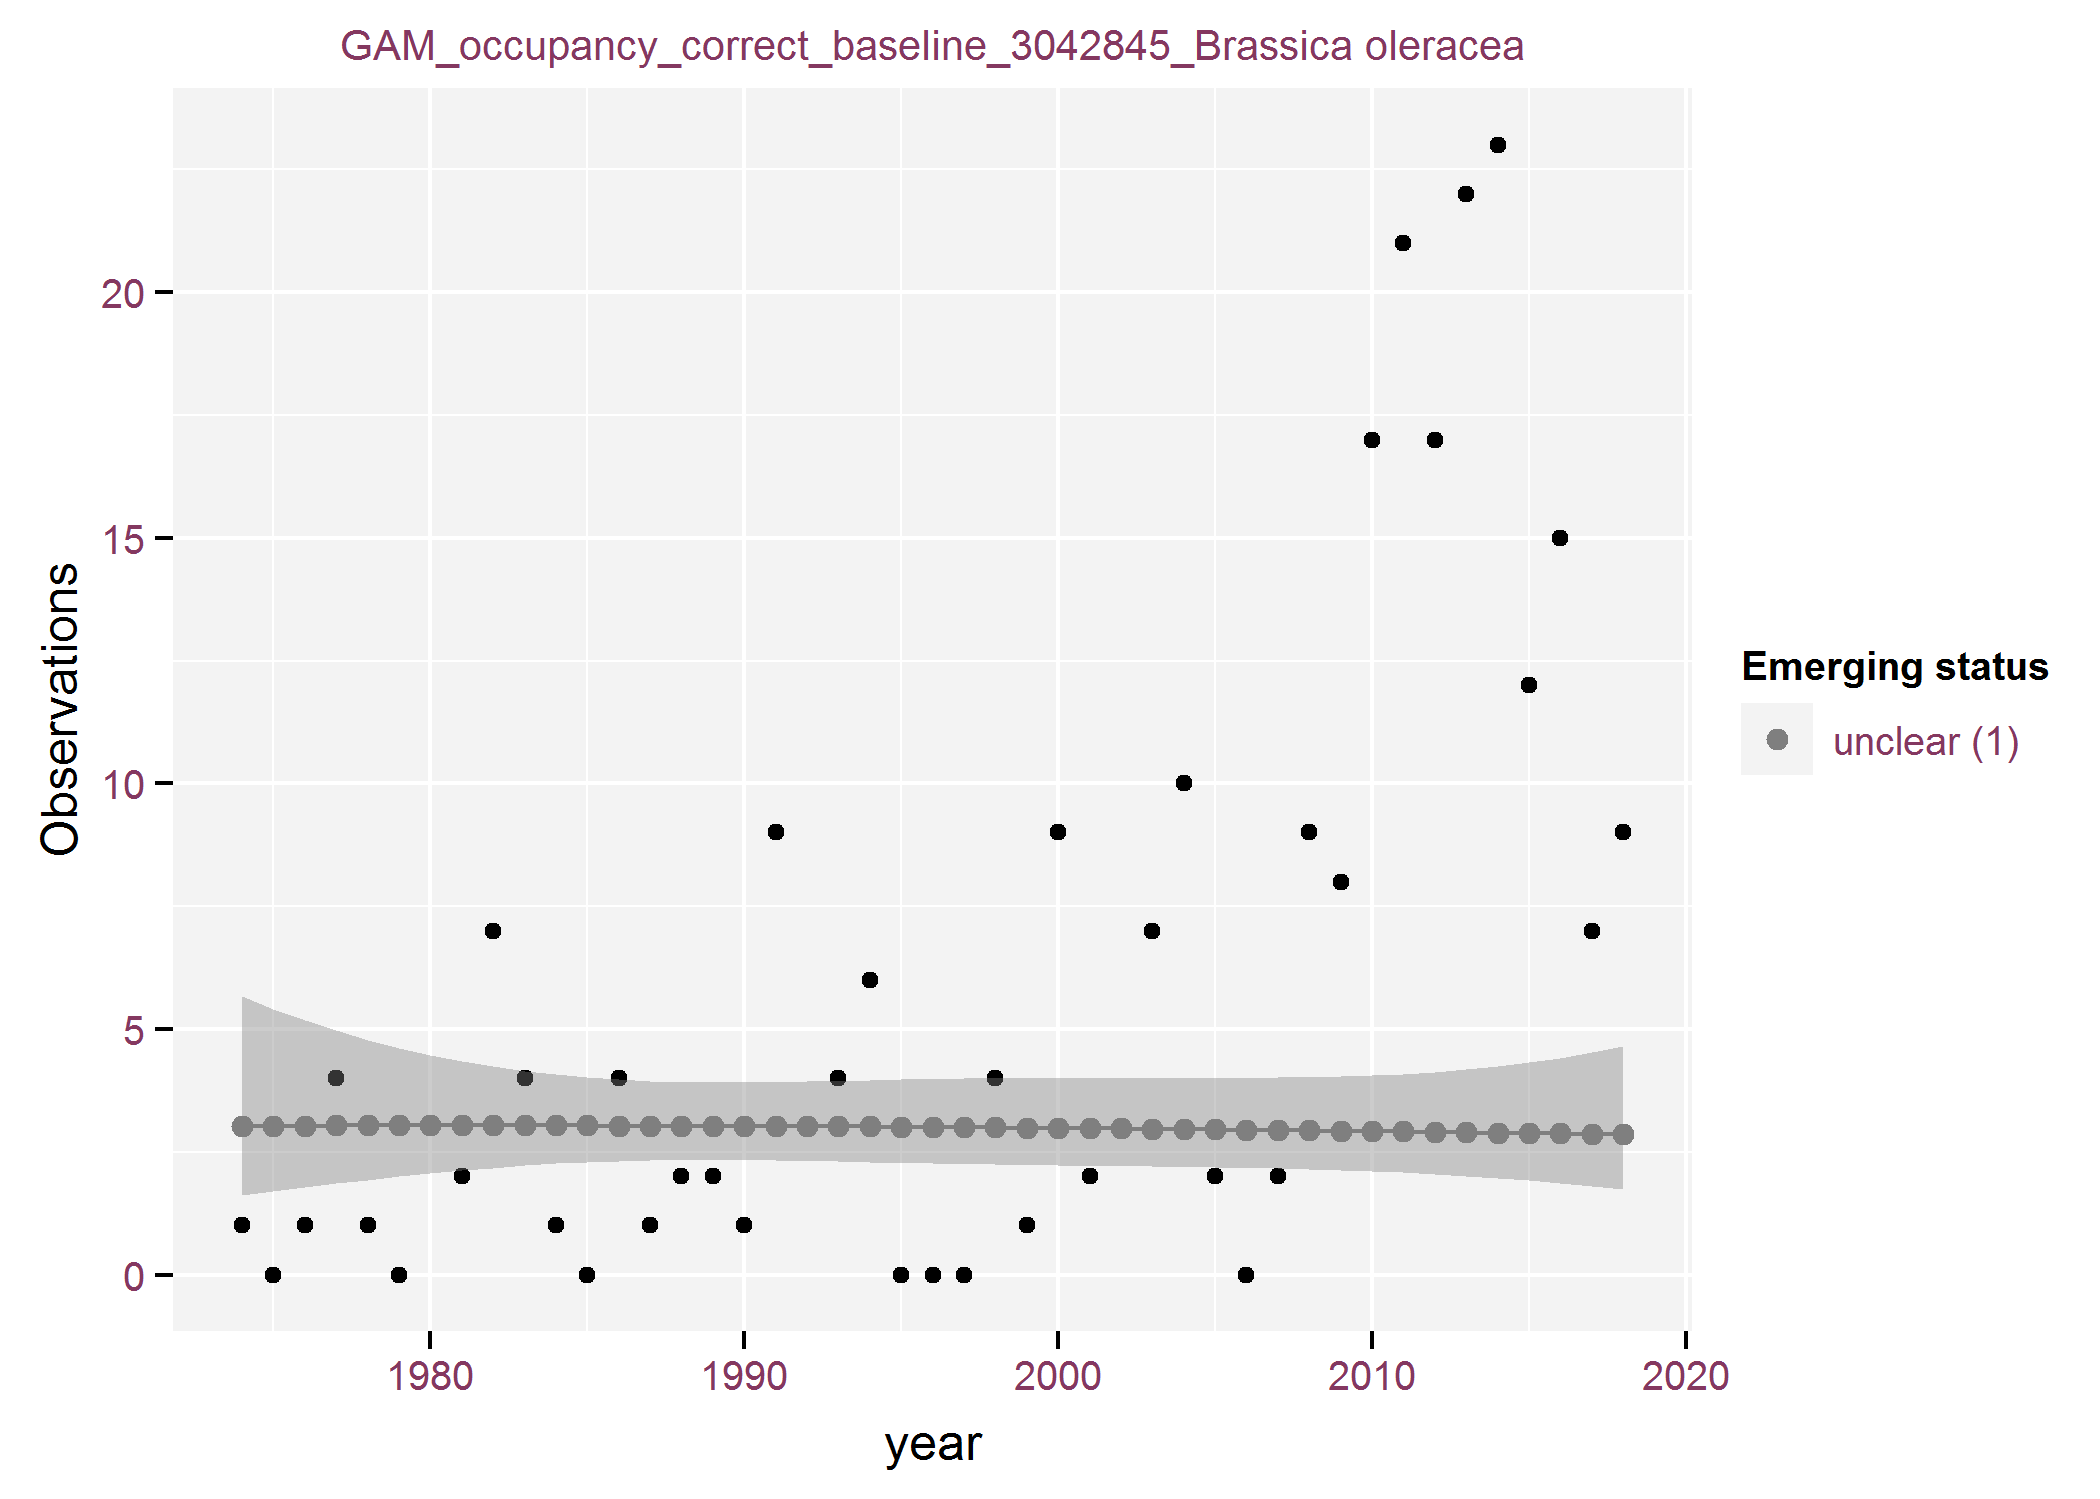 GAM_occupancy_correct_baseline_3042845_Brassica oleracea
Observations
20
15
10
5
0
1980 1990 2000 2010 2020
year
Emerging status
unclear (1)